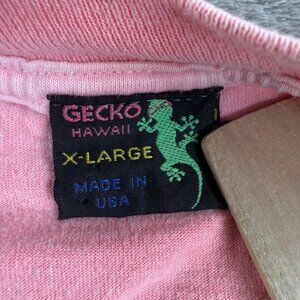 GECKO
HAWAII
X-LARGE
MADE IN
USA